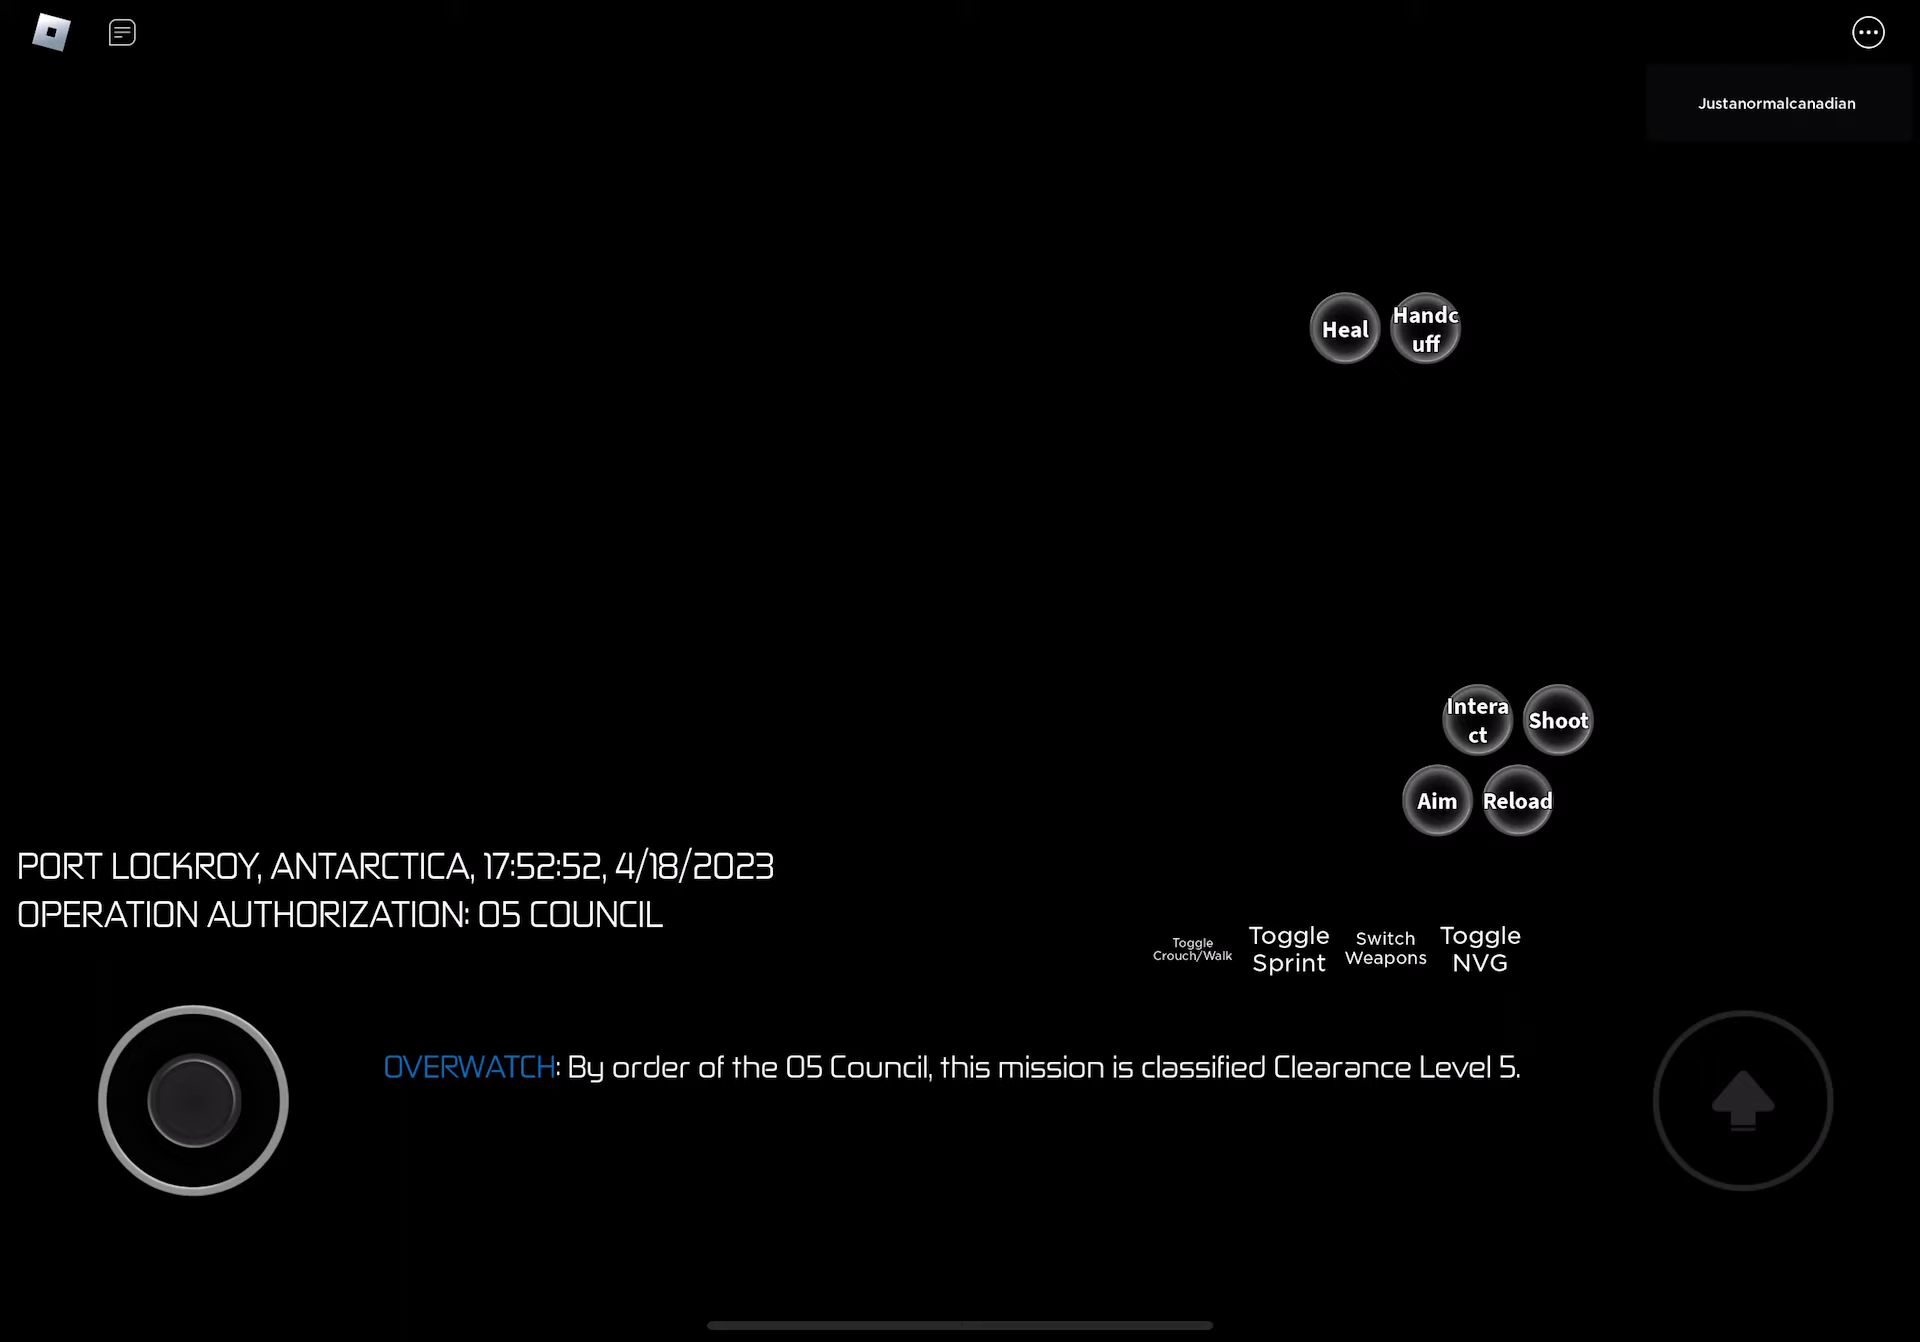 Justanormalcanadian
Heal
Handc
uff
Intera
ct
Shoot
Aim
Reload
PORT LOCKROY, ANTARCTICA, 17:52:52, 4/18/2023
OPERATION AUTHORIZATION: O5 COUNCIL
Toggle
Crouch/Walk
Toggle
Sprint
Switch
Weapons
Toggle
NVG
OVERWATCH: By order of the O5 Council, this mission is classified Clearance Level 5.